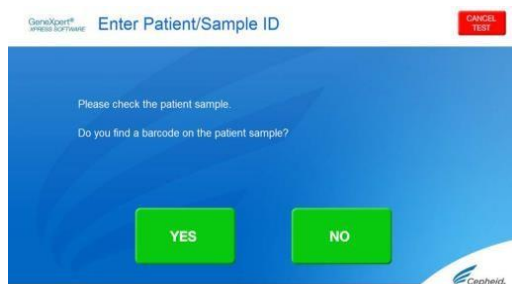 GeneXpert®
XPRESS SOFTWARE
Enter Patient/Sample ID
CANCEL
TEST
Please check the patient sample.
Do you find a barcode on the patient sample?
YES
NO
Cepheid.